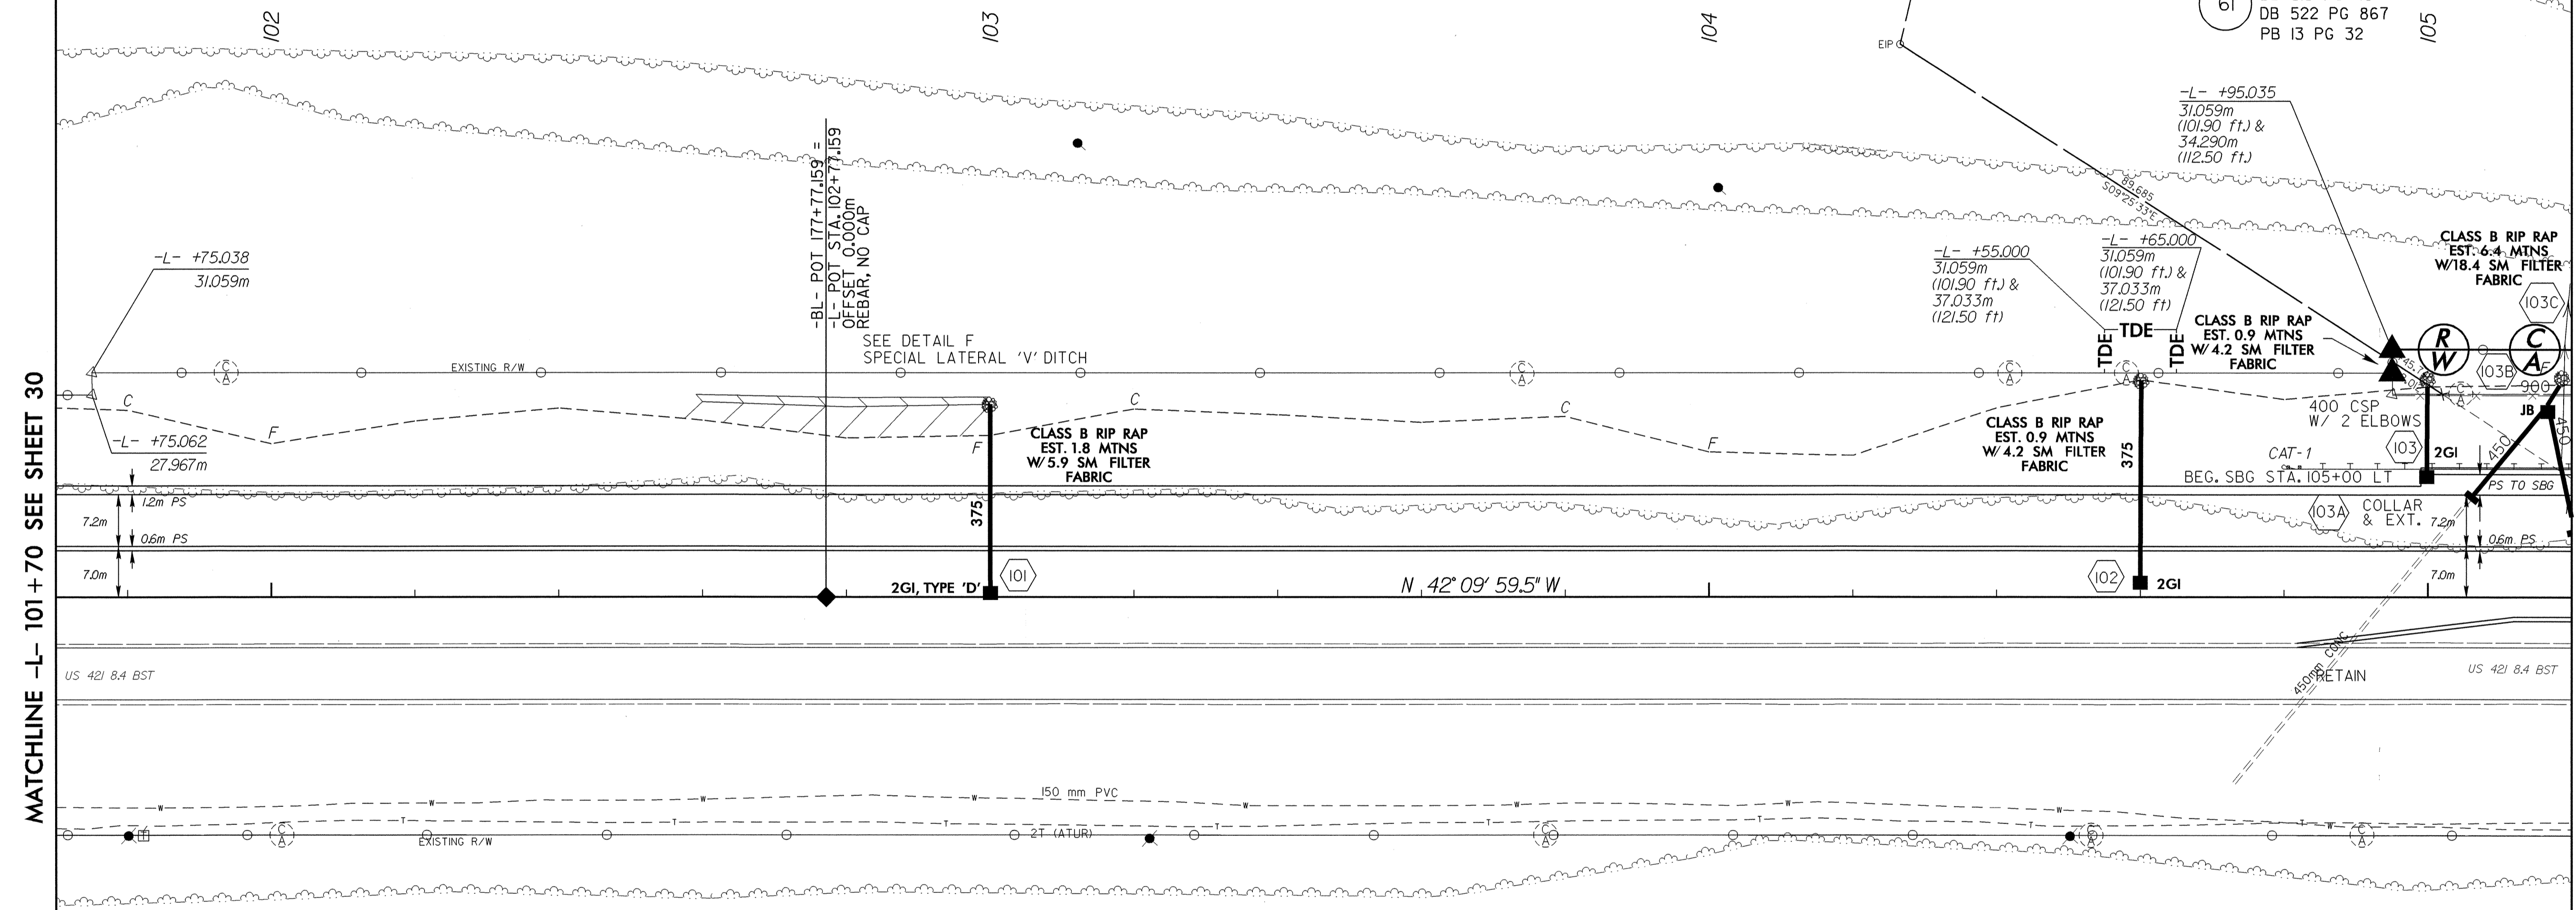 MATCHLINE -L- 101+70 SEE SHEET 30
102
103
104
105
61
DB 522 PG 867
PB 13 PG 32
EIP
-L- +95.035
31.059m
(101.90 ft.) &
34.290m
(112.50 ft.)
89.685
S09°25'33"E
-BL- POT 177+77.159 =
-L- POT STA. 102+77.159
OFFSET 0.000m
REBAR, NO CAP
-L- +75.038
31.059m
-L- +55.000
31.059m
(101.90 ft.) &
37.033m
(121.50 ft)
-L- +65.000
31.059m
(101.90 ft.) &
37.033m
(121.50 ft)
CLASS B RIP RAP
EST. 6.4 MTNS
W/18.4 SM FILTER
FABRIC
103C
TDE
TDE
TDE
CLASS B RIP RAP
EST. 0.9 MTNS
W/ 4.2 SM FILTER
FABRIC
R
W
C
A
SEE DETAIL F
SPECIAL LATERAL 'V' DITCH
EXISTING R/W
C
A
C
A
C
A
C
A
C
A
103B
F
900
C
F
F
C
C
F
-L- +75.062
27.967m
CLASS B RIP RAP
EST. 1.8 MTNS
W/ 5.9 SM FILTER
FABRIC
CLASS B RIP RAP
EST. 0.9 MTNS
W/ 4.2 SM FILTER
FABRIC
400 CSP
W/ 2 ELBOWS
JB
450
450
103
2GI
CAT-1
T
BEG. SBG STA. 105+00 LT
PS TO SBG
375
375
103A
COLLAR
& EXT.
1.2m PS
7.2m
0.6m PS
7.0m
7.2m
0.6m PS
7.0m
2GI, TYPE 'D'
101
N 42° 09' 59.5" W
102
2GI
450mm CONC
RETAIN
US 421 8.4 BST
US 421 8.4 BST
W
W
W
150 mm PVC
W
W
W
W
W
W
T
T
T
T
T
T
T
T
T
C
A
EXISTING R/W
2T (ATUR)
C
A
C
A
C
A